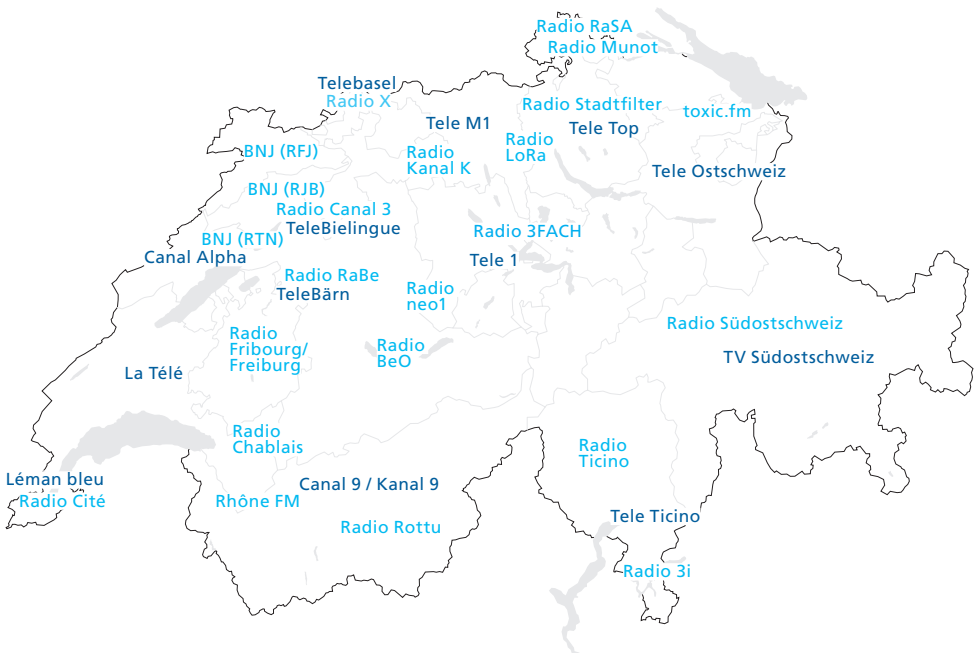 Radio RaSA
Radio Munot
Telebasel
Radio X
Radio Stadtfilter
toxic.fm
Tele M1
Tele Top
Radio
LoRa
BNJ (RFJ)
Radio
Kanal K
Tele Ostschweiz
BNJ (RJB)
Radio Canal 3
TeleBielingue
BNJ (RTN)
Radio 3FACH
Canal Alpha
Tele 1
Radio RaBe
TeleBärn
Radio
neo1
Radio
Fribourg/
Freiburg
Radio
BeO
Radio Südostschweiz
TV Südostschweiz
La Télé
Radio
Chablais
Radio
Ticino
Léman bleu
Radio Cité
Canal 9 / Kanal 9
Rhône FM
Radio Rottu
Tele Ticino
Radio 3i